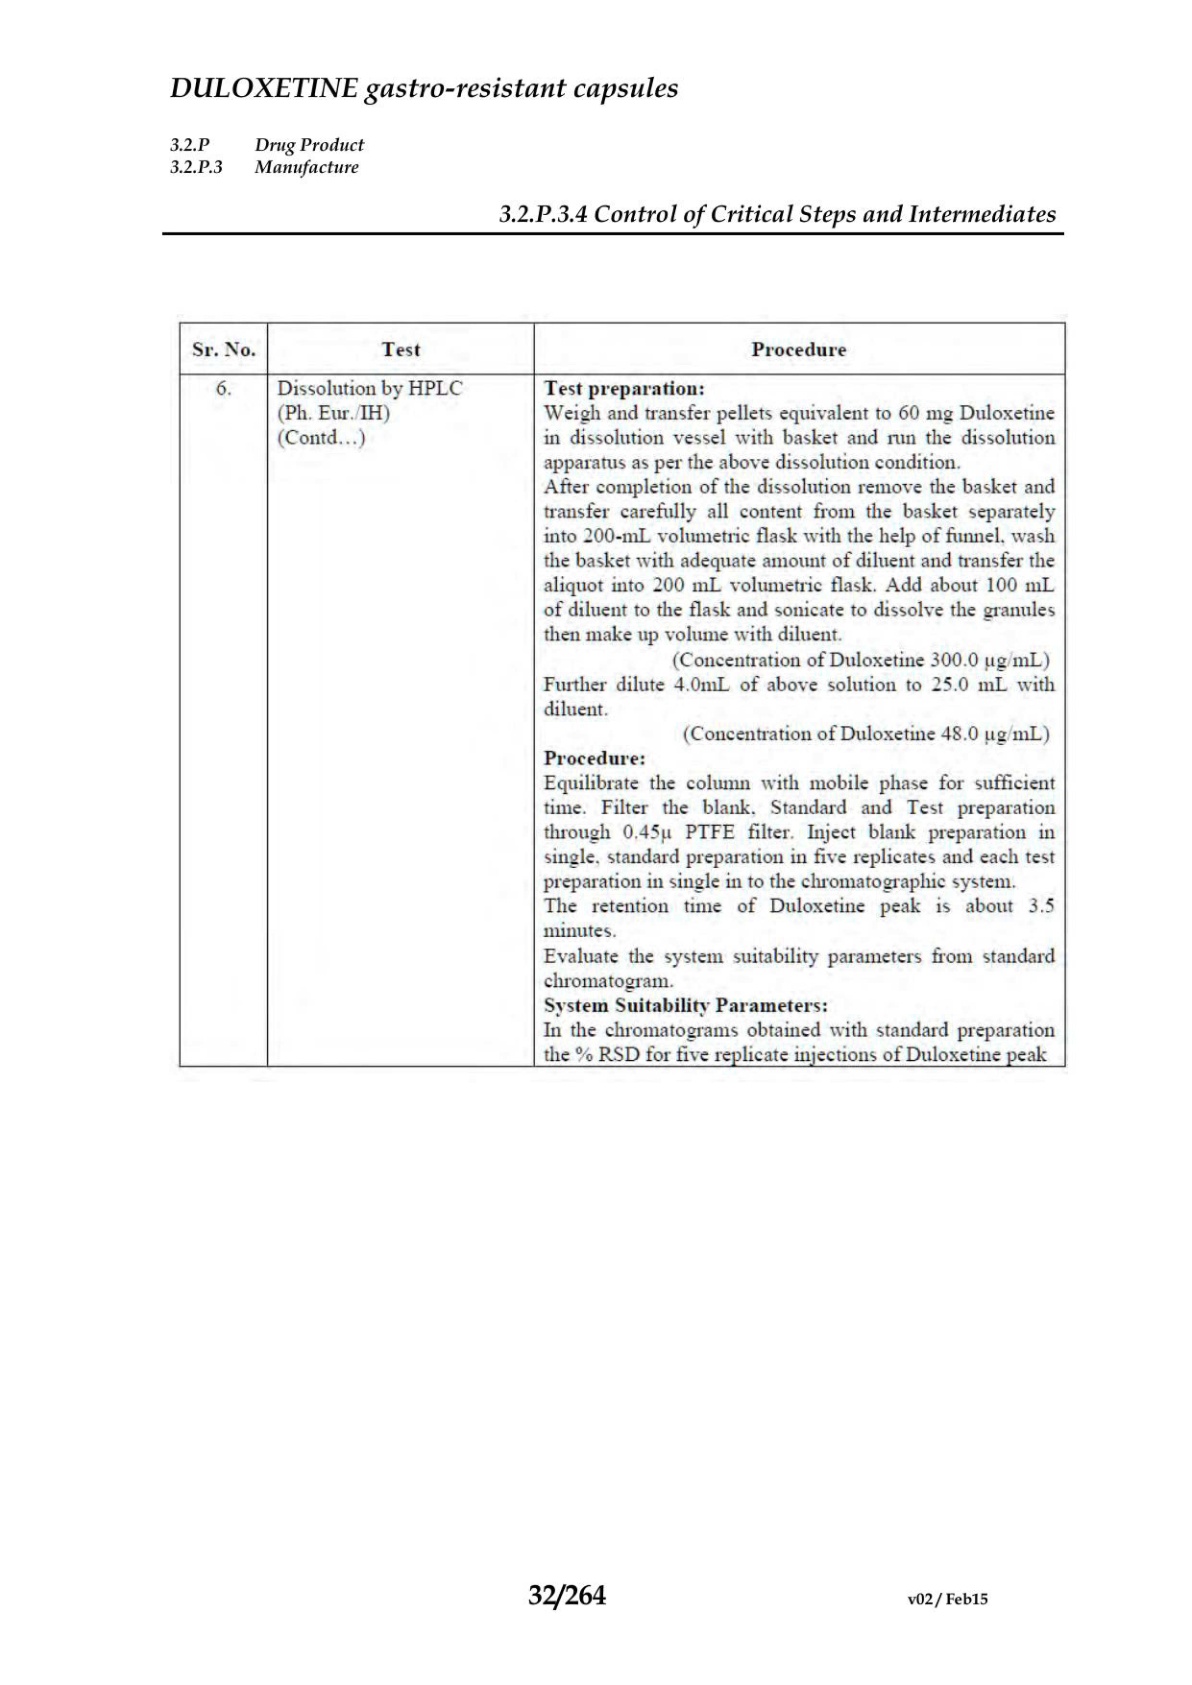 DULOXETINE gastro-resistant capsules
3.2.P Drug Product
3.2.P.3 Manufacture
3.2.P.3.4 Control of Critical Steps and Intermediates
Sr. No. Test Procedure
6. Dissolution by HPLC
(Ph. Eur./IH)
(Contd...)
Test preparation:
Weigh and transfer pellets equivalent to 60 mg Duloxetine
in dissolution vessel with basket and run the dissolution
apparatus as per the above dissolution condition.
After completion of the dissolution remove the basket and
transfer carefully all content from the basket separately
into 200-mL volumetric flask with the help of funnel, wash
the basket with adequate amount of diluent and transfer the
aliquot into 200 mL volumetric flask. Add about 100 mL
of diluent to the flask and sonicate to dissolve the granules
then make up volume with diluent.
(Concentration of Duloxetine 300.0 µg/mL)
Further dilute 4.0mL of above solution to 25.0 mL with
diluent.
(Concentration of Duloxetine 48.0 µg/mL)
Procedure:
Equilibrate the column with mobile phase for sufficient
time. Filter the blank, Standard and Test preparation
through 0.45µ PTFE filter. Inject blank preparation in
single, standard preparation in five replicates and each test
preparation in single in to the chromatographic system.
The retention time of Duloxetine peak is about 3.5
minutes.
Evaluate the system suitability parameters from standard
chromatogram.
System Suitability Parameters:
In the chromatograms obtained with standard preparation
the % RSD for five replicate injections of Duloxetine peak
32/264
v02 / Feb15